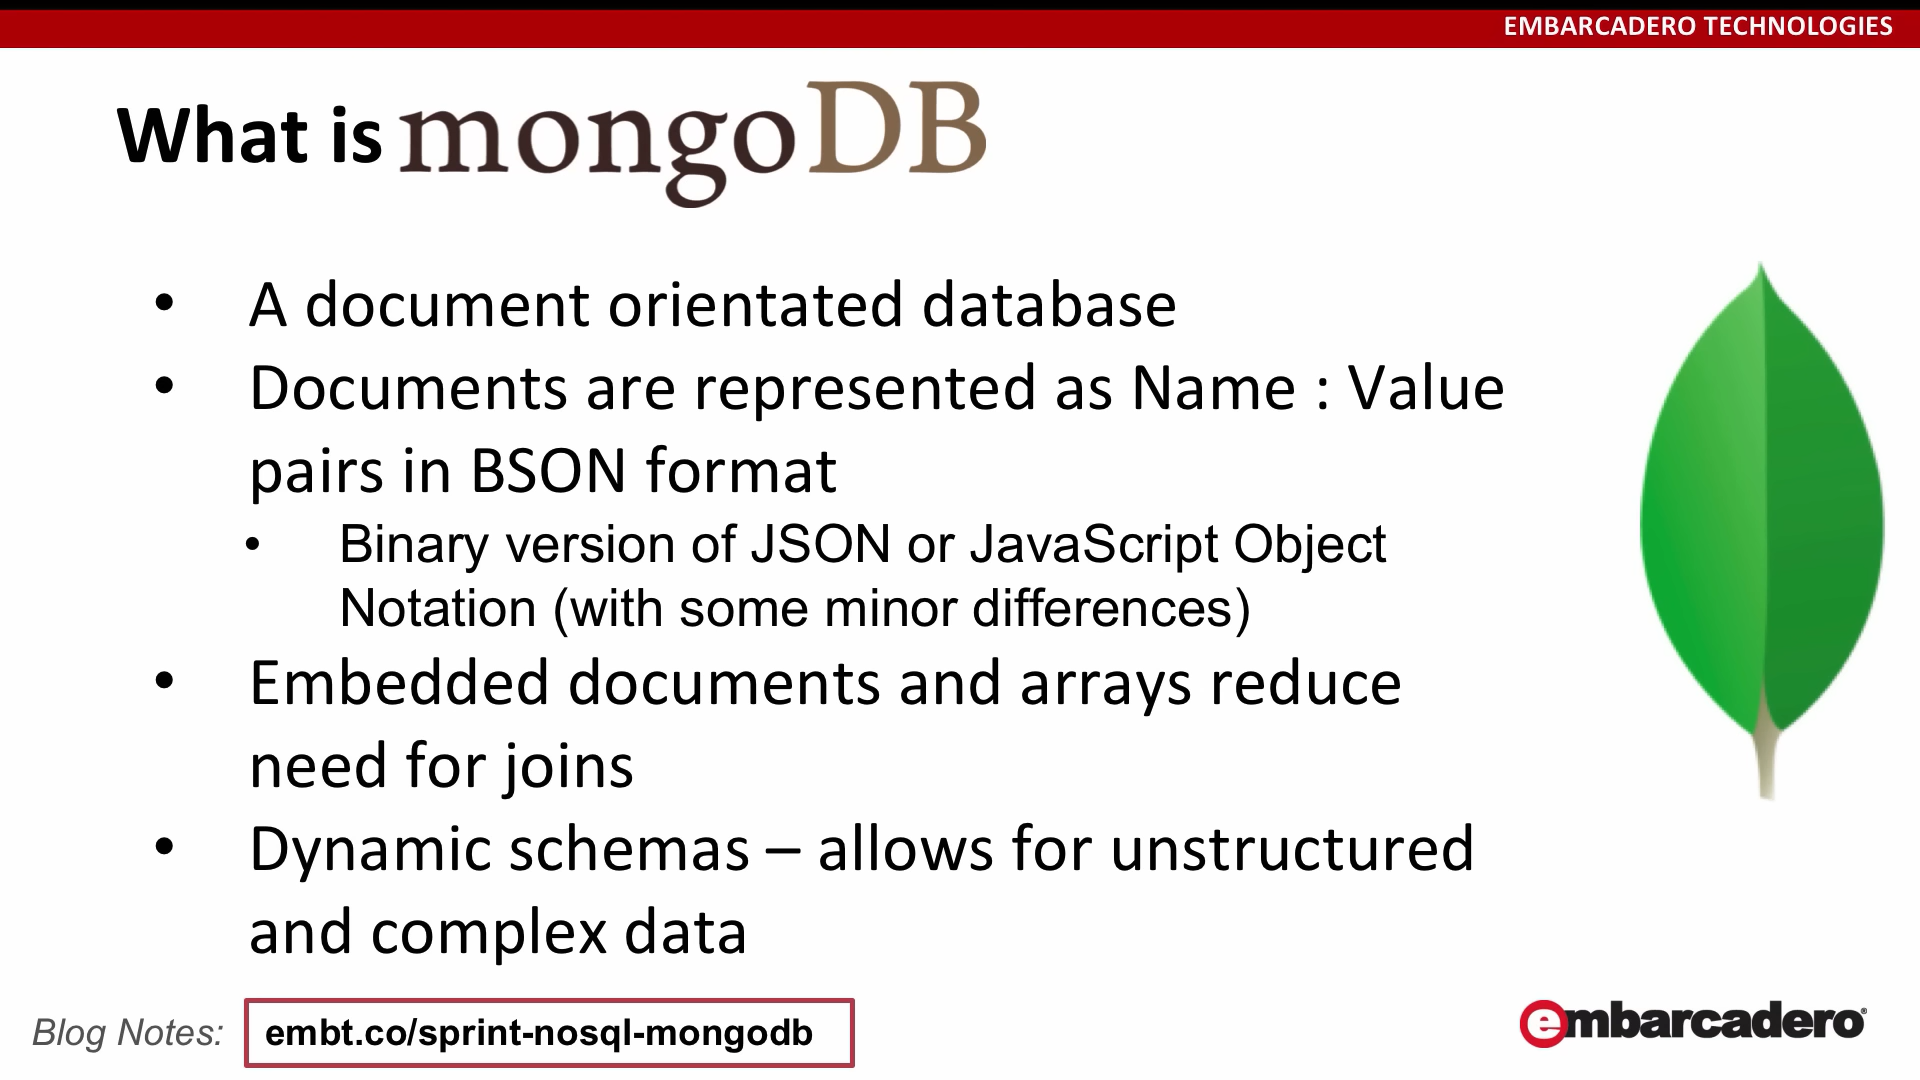 EMBARCADERO TECHNOLOGIES
What is mongoDB
• A document orientated database
• Documents are represented as Name : Value
pairs in BSON format
• Binary version of JSON or JavaScript Object
Notation (with some minor differences)
• Embedded documents and arrays reduce
need for joins
• Dynamic schemas – allows for unstructured
and complex data
Blog Notes: embt.co/sprint-nosql-mongodb
embarcadero®